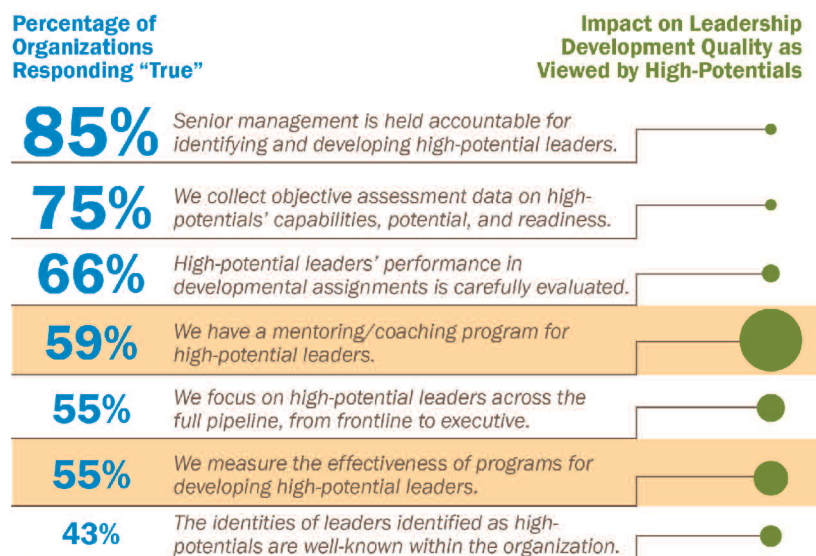 Percentage of
Organizations
Responding “True”
Impact on Leadership
Development Quality as
Viewed by High-Potentials
85%
Senior management is held accountable for
identifying and developing high-potential leaders.
75%
We collect objective assessment data on high-
potentials’ capabilities, potential, and readiness.
66%
High-potential leaders’ performance in
developmental assignments is carefully evaluated.
59%
We have a mentoring/coaching program for
high-potential leaders.
55%
We focus on high-potential leaders across the
full pipeline, from frontline to executive.
55%
We measure the effectiveness of programs for
developing high-potential leaders.
43%
The identities of leaders identified as high-
potentials are well-known within the organization.